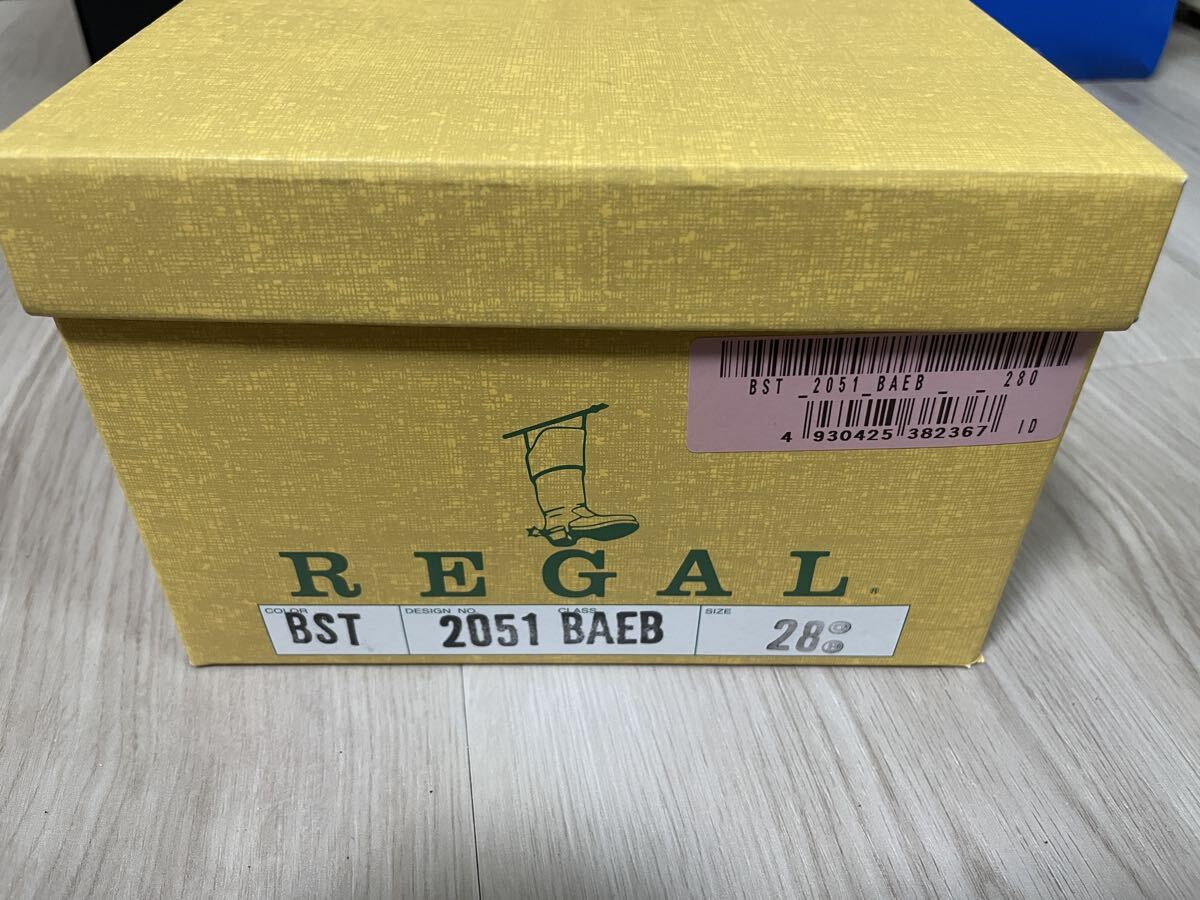 BST _2051_BAEB _ _ 280
4 930425 382367 ID
REGAL®
COLOR DESIGN NO. CLASS SIZE
BST 2051 BAEB 28